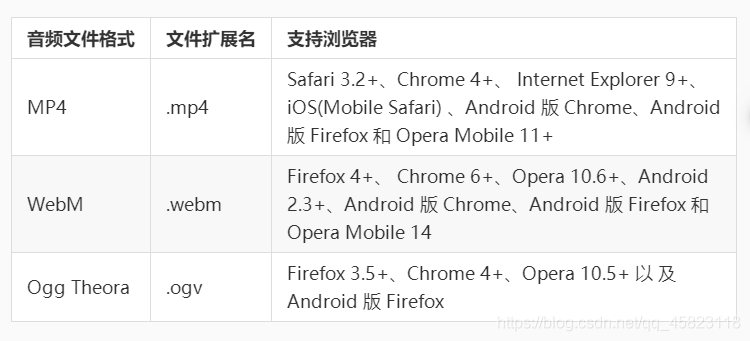 音频文件格式 文件扩展名 支持浏览器
MP4 .mp4 Safari 3.2+、Chrome 4+、 Internet Explorer 9+、
iOS(Mobile Safari) 、Android 版 Chrome、Android
版 Firefox 和 Opera Mobile 11+
WebM .webm Firefox 4+、 Chrome 6+、Opera 10.6+、Android
2.3+、Android 版 Chrome、Android 版 Firefox 和
Opera Mobile 14
Ogg Theora .ogv Firefox 3.5+、Chrome 4+、Opera 10.5+ 以 及
Android 版 Firefox
https://blog.csdn.net/qq_45823118